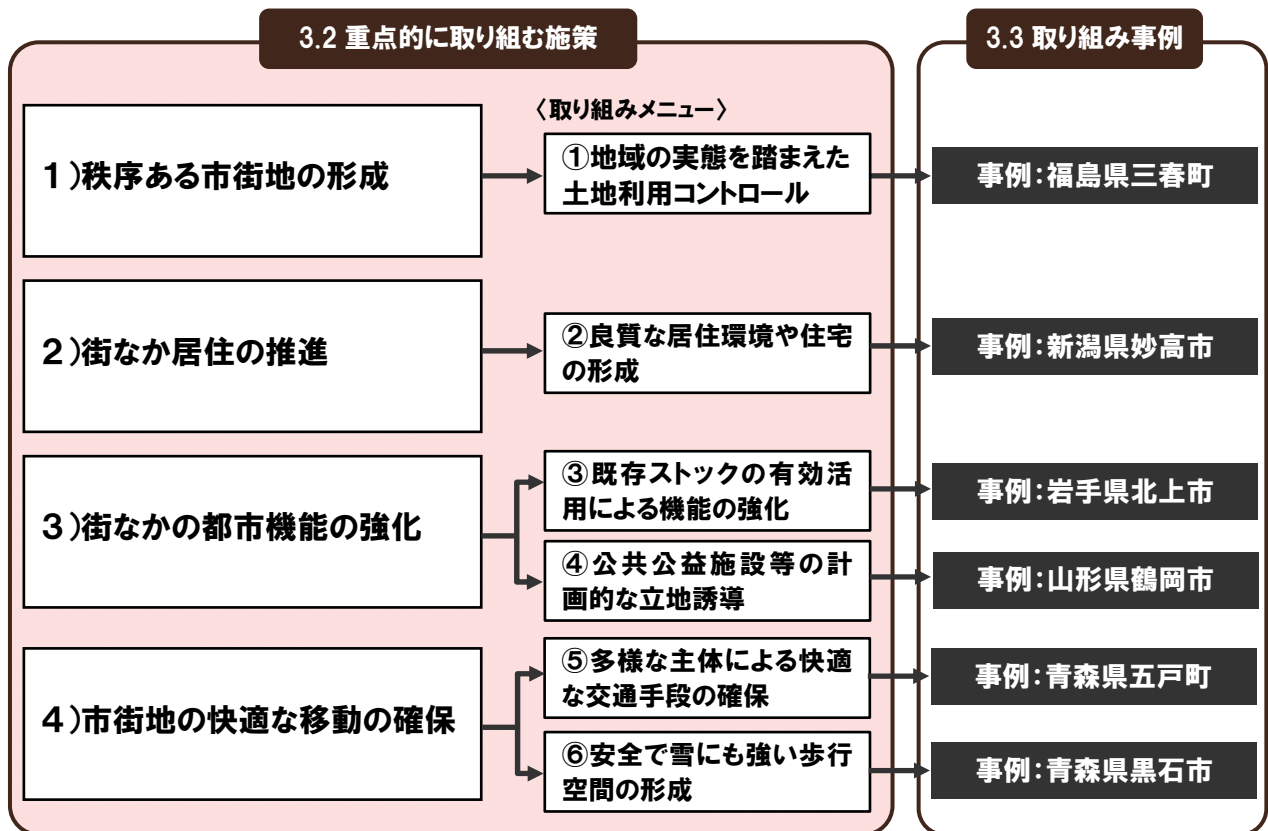 3.2 重点的に取り組む施策
3.3 取り組み事例
〈取り組みメニュー〉
1)秩序ある市街地の形成
①地域の実態を踏まえた
土地利用コントロール
事例:福島県三春町
2)街なか居住の推進
②良質な居住環境や住宅
の形成
事例:新潟県妙高市
3)街なかの都市機能の強化
③既存ストックの有効活
用による機能の強化
事例:岩手県北上市
④公共公益施設等の計
画的な立地誘導
事例:山形県鶴岡市
4)市街地の快適な移動の確保
⑤多様な主体による快適
な交通手段の確保
事例:青森県五戸町
⑥安全で雪にも強い歩行
空間の形成
事例:青森県黒石市